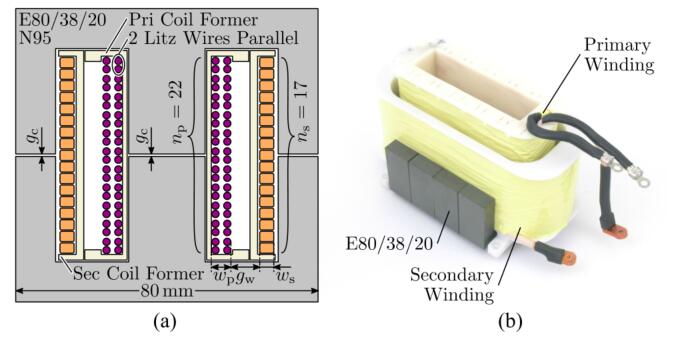 E80/38/20
N95
Pri Coil Former
2 Litz Wires Parallel
g_c
g_c
n_p = 22
n_s = 17
Sec Coil Former
w_p g_w w_s
80 mm
(a)
Primary
Winding
E80/38/20
Secondary
Winding
(b)